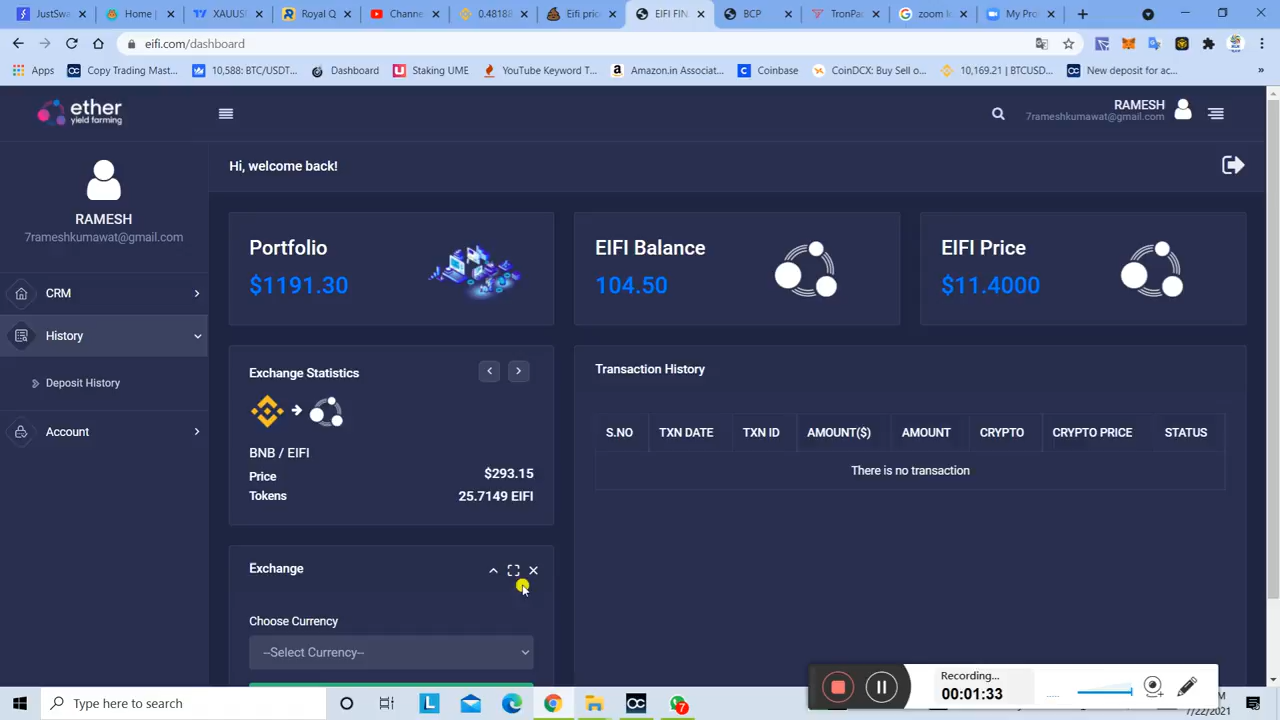 JustSwa
Home |
XAUUS
Royal Q
Channe
0.48188
Eifi pric
EIFI FIN
BCP
TronPac
zoom l
My Pro
eifi.com/dashboard
Apps
Copy Trading Mast...
10,588: BTC/USDT...
Dashboard
Staking UME
YouTube Keyword T...
Amazon.in Associat...
Coinbase
CoinDCX: Buy Sell o...
10,169.21 | BTCUSD...
New deposit for ac...
»
ether
yield farming
RAMESH
7rameshkumawat@gmail.com
Hi, welcome back!
RAMESH
7rameshkumawat@gmail.com
CRM
History
Deposit History
Account
Portfolio
$1191.30
EIFI Balance
104.50
EIFI Price
$11.4000
Exchange Statistics
BNB / EIFI
Price $293.15
Tokens 25.7149 EIFI
Transaction History
S.NO TXN DATE TXN ID AMOUNT($) AMOUNT CRYPTO CRYPTO PRICE STATUS
There is no transaction
Exchange
Choose Currency
--Select Currency--
Recording...
00:01:33
Type here to search
7
7/22/2021